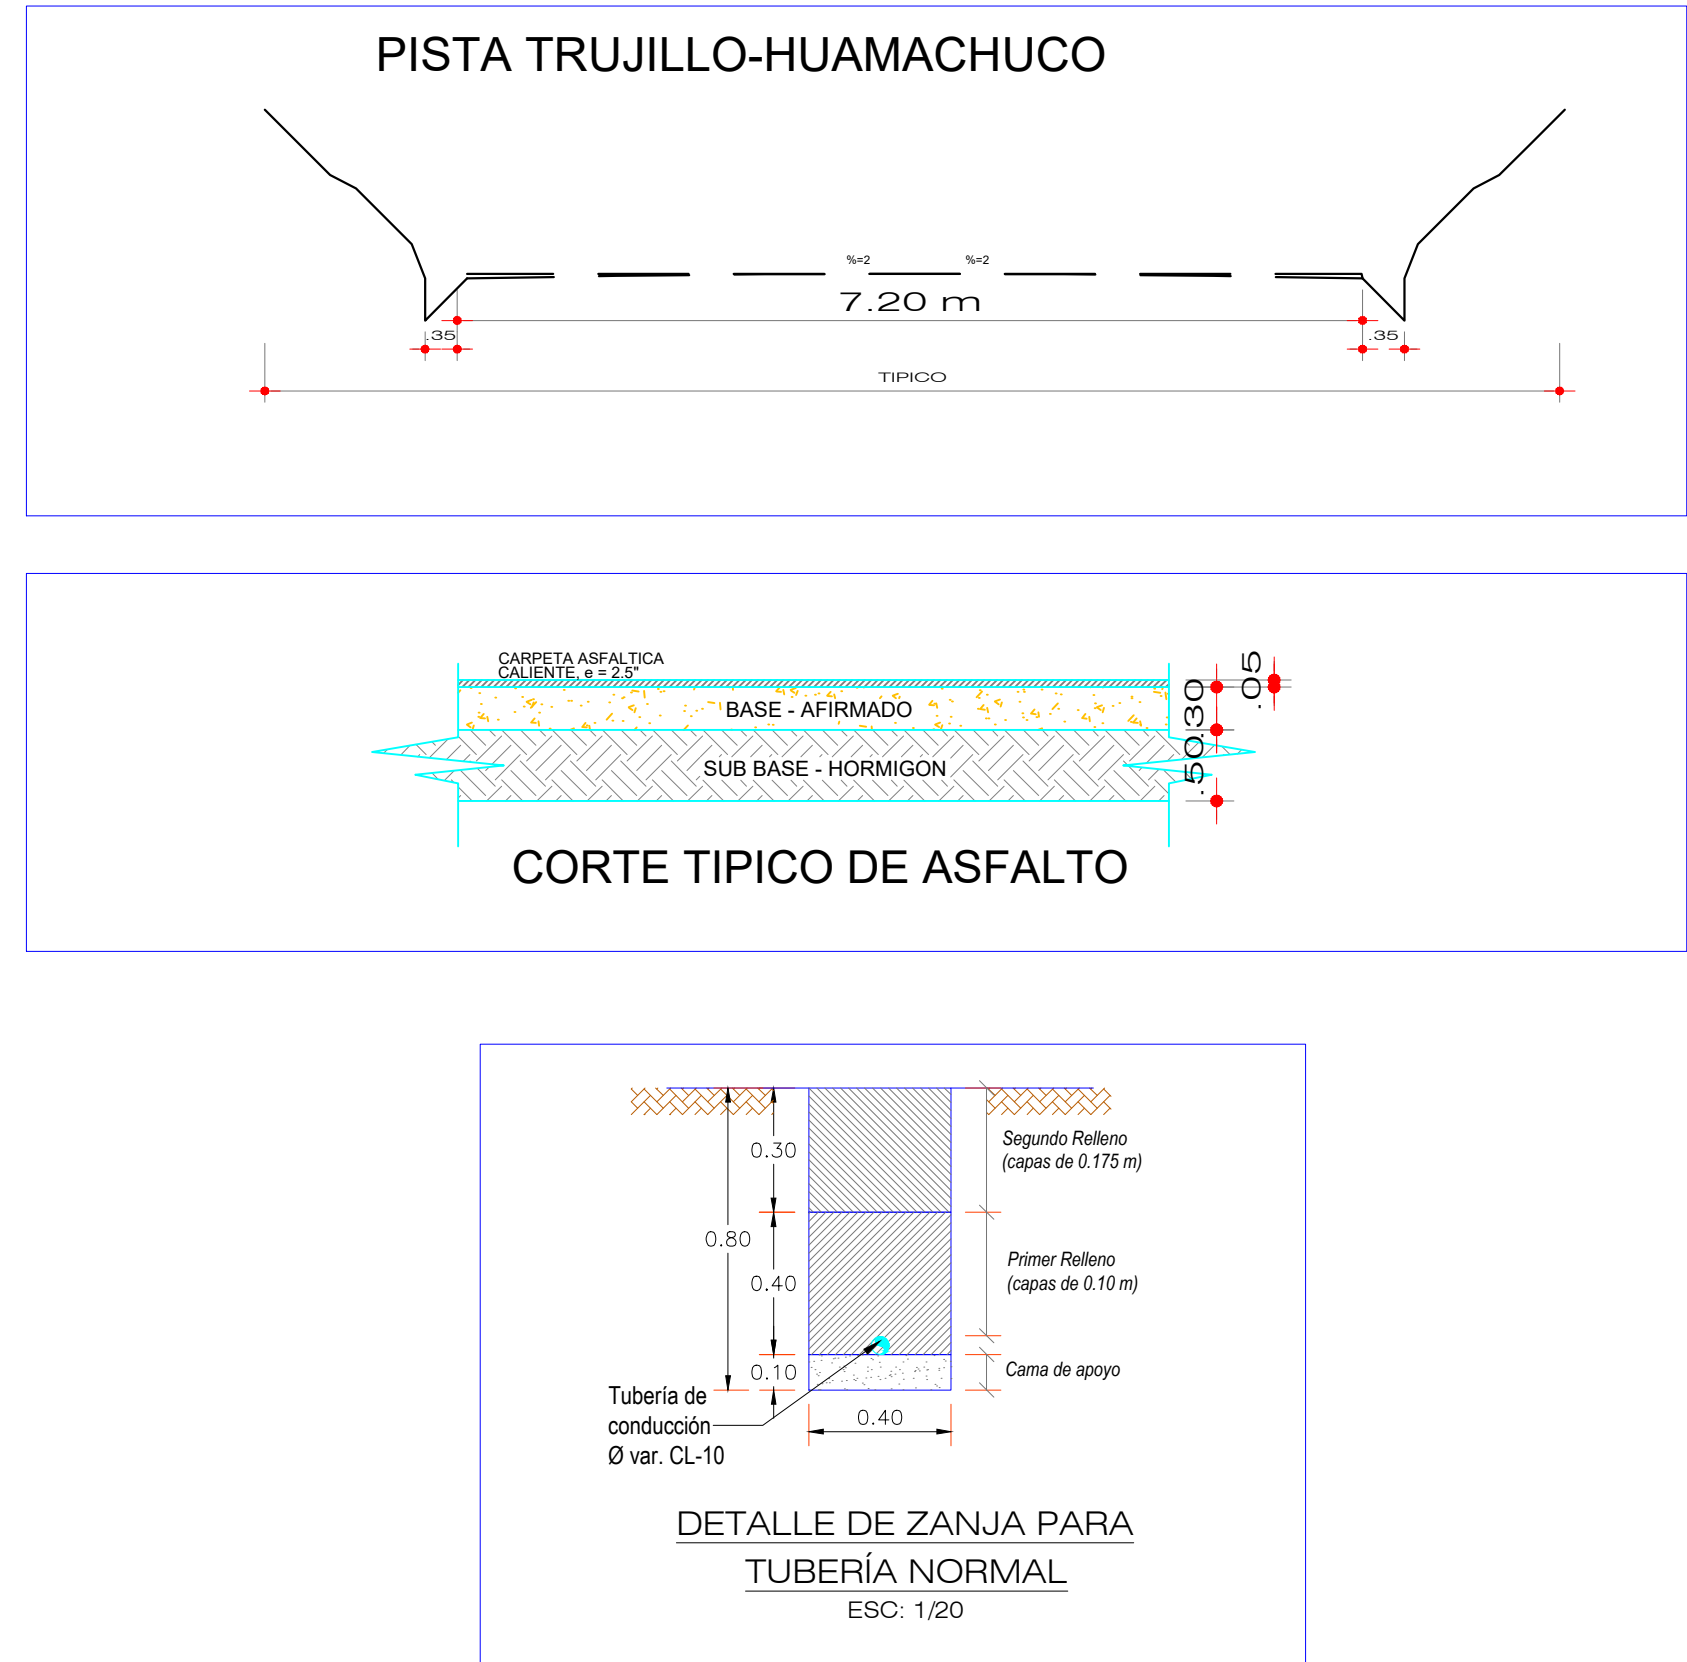 PISTA TRUJILLO-HUAMACHUCO
%=2
%=2
7.20 m
.35
.35
TIPICO
CARPETA ASFALTICA
CALIENTE, e = 2.5"
BASE - AFIRMADO
SUB BASE - HORMIGON
.05
.30
.50
CORTE TIPICO DE ASFALTO
0.30
0.80
0.40
0.10
Segundo Relleno
(capas de 0.175 m)
Primer Relleno
(capas de 0.10 m)
Cama de apoyo
Tubería de
conducción
Ø var. CL-10
0.40
DETALLE DE ZANJA PARA
TUBERÍA NORMAL
ESC: 1/20